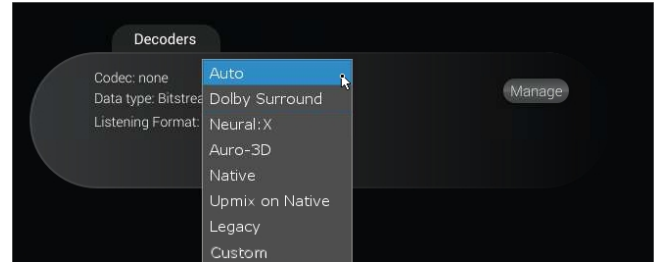 Decoders
Codec: none
Data type: Bitstrea
Listening Format:
Auto
Dolby Surround
Neural:X
Auro-3D
Native
Upmix on Native
Legacy
Custom
Manage